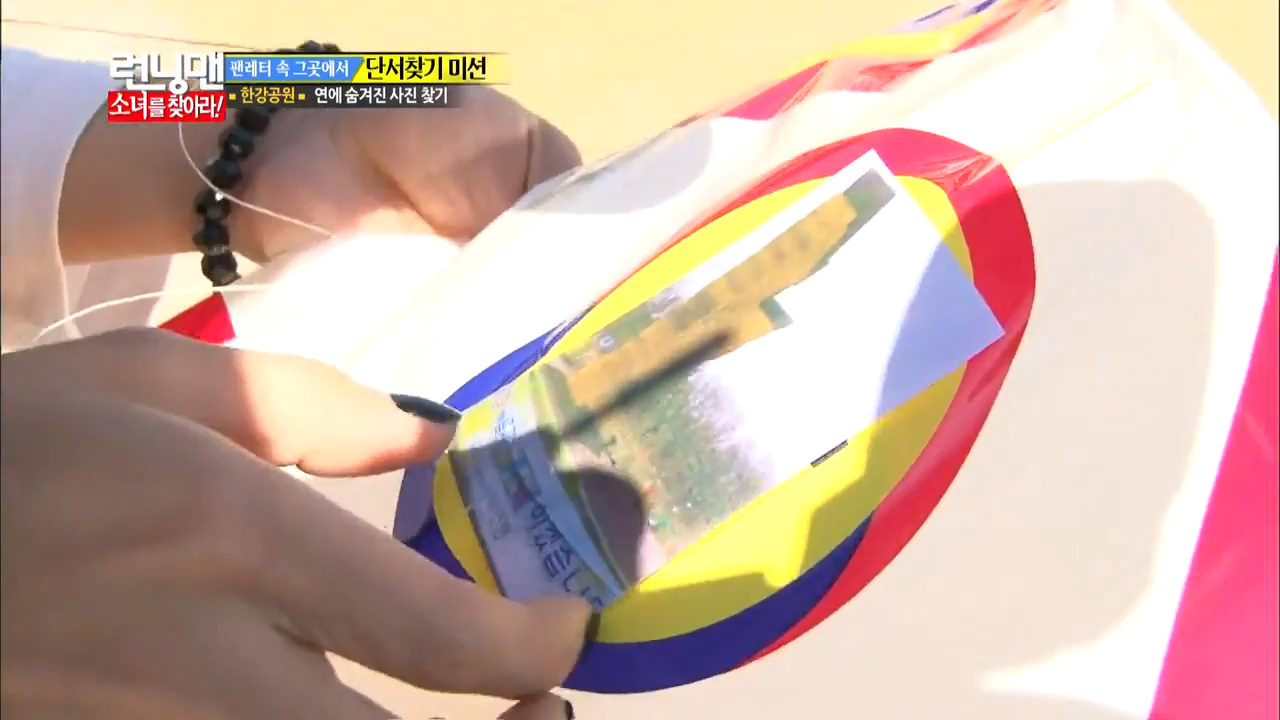 런닝맨
소녀를 찾아라!
팬레터 속 그곳에서 단서찾기 미션
한강공원 연에 숨겨진 사진 찾기